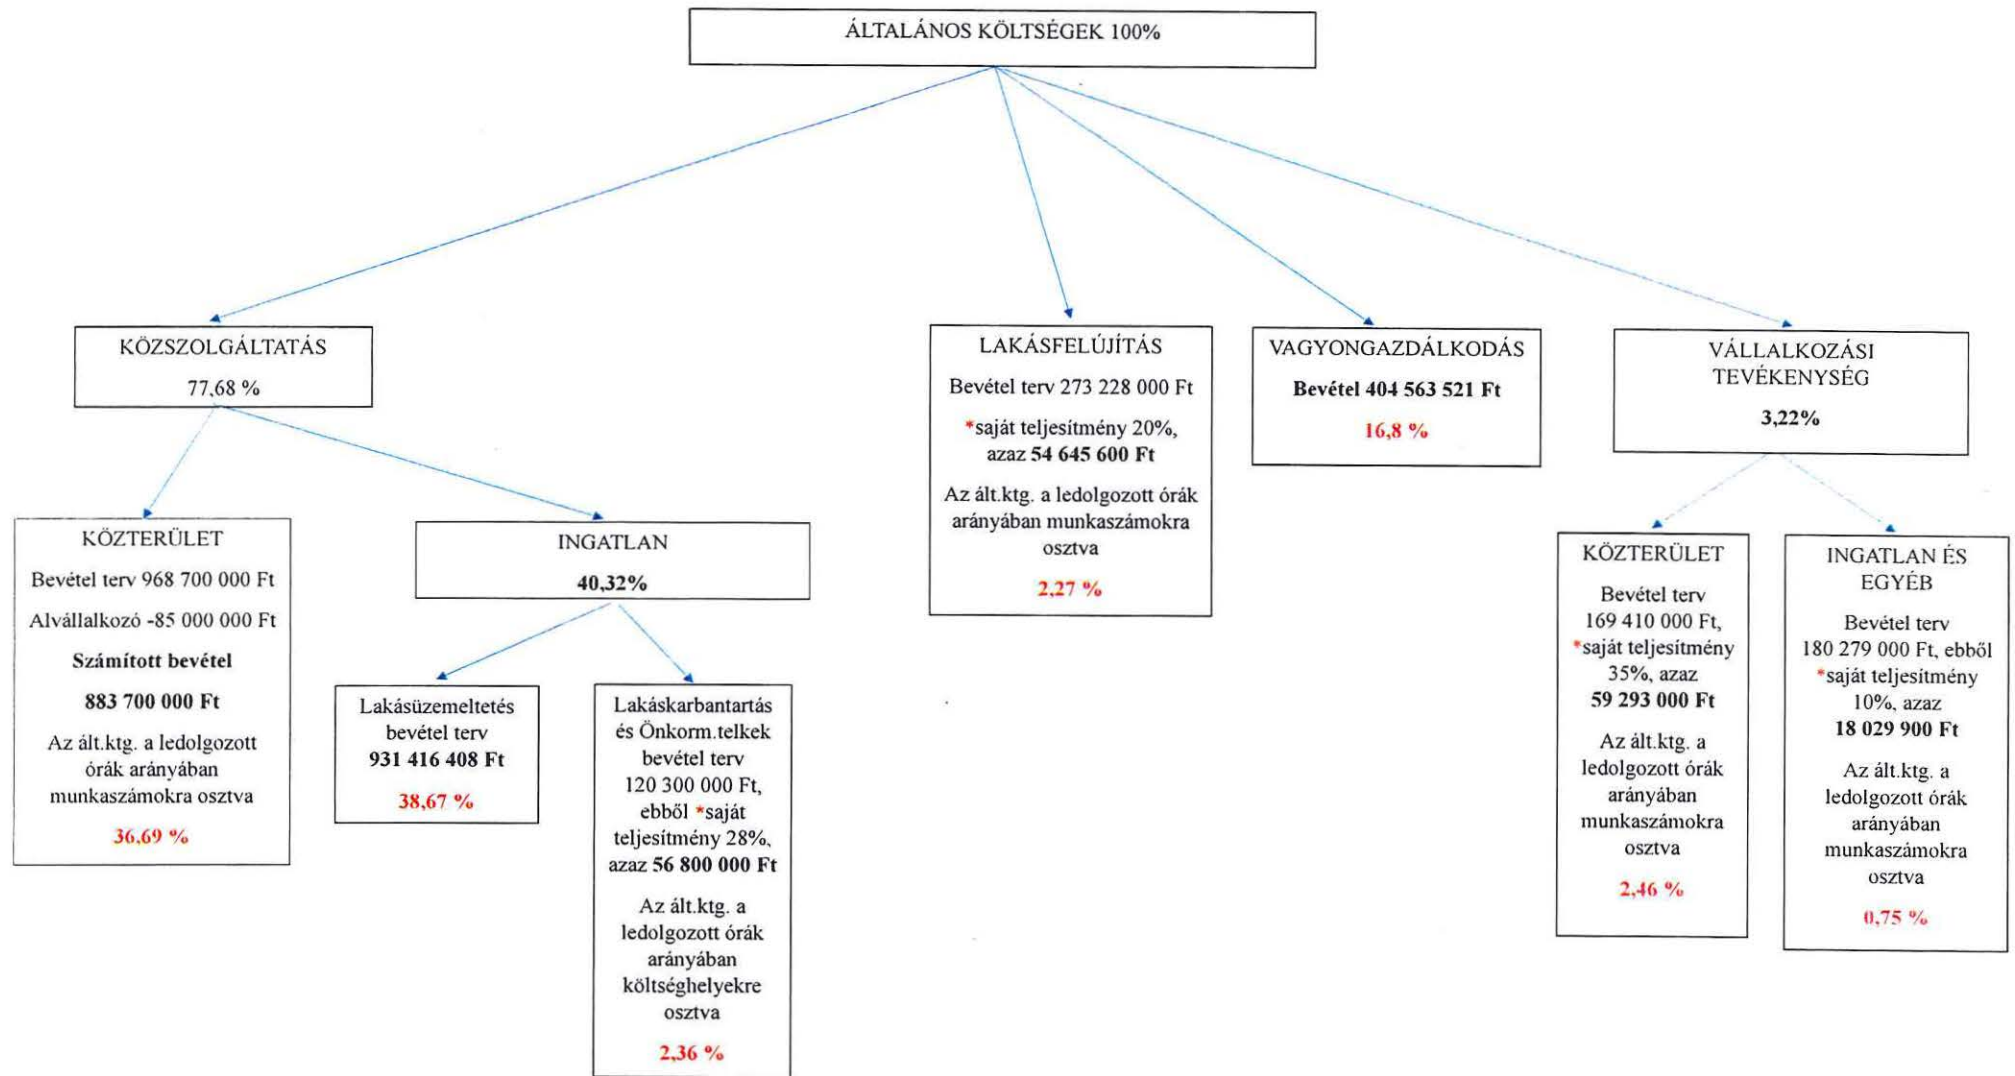 ÁLTALÁNOS KÖLTSÉGEK 100%
KÖZSZOLGÁLTATÁS
77,68 %
KÖZTERÜLET
Bevétel terv 968 700 000 Ft
Alvállalkozó -85 000 000 Ft
Számított bevétel
883 700 000 Ft
Az ált.ktg. a ledolgozott
órák arányában
munkaszámokra osztva
36,69 %
INGATLAN
40,32%
Lakásüzemeltetés
bevétel terv
931 416 408 Ft
38,67 %
Lakáskarbantartás
és Önkorm.telkek
bevétel terv
120 300 000 Ft,
ebből *saját
teljesítmény 28%,
azaz 56 800 000 Ft
Az ált.ktg. a
ledolgozott órák
arányában
költséghelyekre
osztva
2,36 %
LAKÁSFELÚJÍTÁS
Bevétel terv 273 228 000 Ft
*saját teljesítmény 20%,
azaz 54 645 600 Ft
Az ált.ktg. a ledolgozott órák
arányában munkaszámokra
osztva
2,27 %
VAGYONGAZDÁLKODÁS
Bevétel 404 563 521 Ft
16,8 %
VÁLLALKOZÁSI
TEVÉKENYSÉG
3,22%
KÖZTERÜLET
Bevétel terv
169 410 000 Ft,
*saját teljesítmény
35%, azaz
59 293 000 Ft
Az ált.ktg. a
ledolgozott órák
arányában
munkaszámokra
osztva
2,46 %
INGATLAN ÉS
EGYÉB
Bevétel terv
180 279 000 Ft, ebből
*saját teljesítmény
10%, azaz
18 029 900 Ft
Az ált.ktg. a
ledolgozott órák
arányában
munkaszámokra
osztva
0,75 %